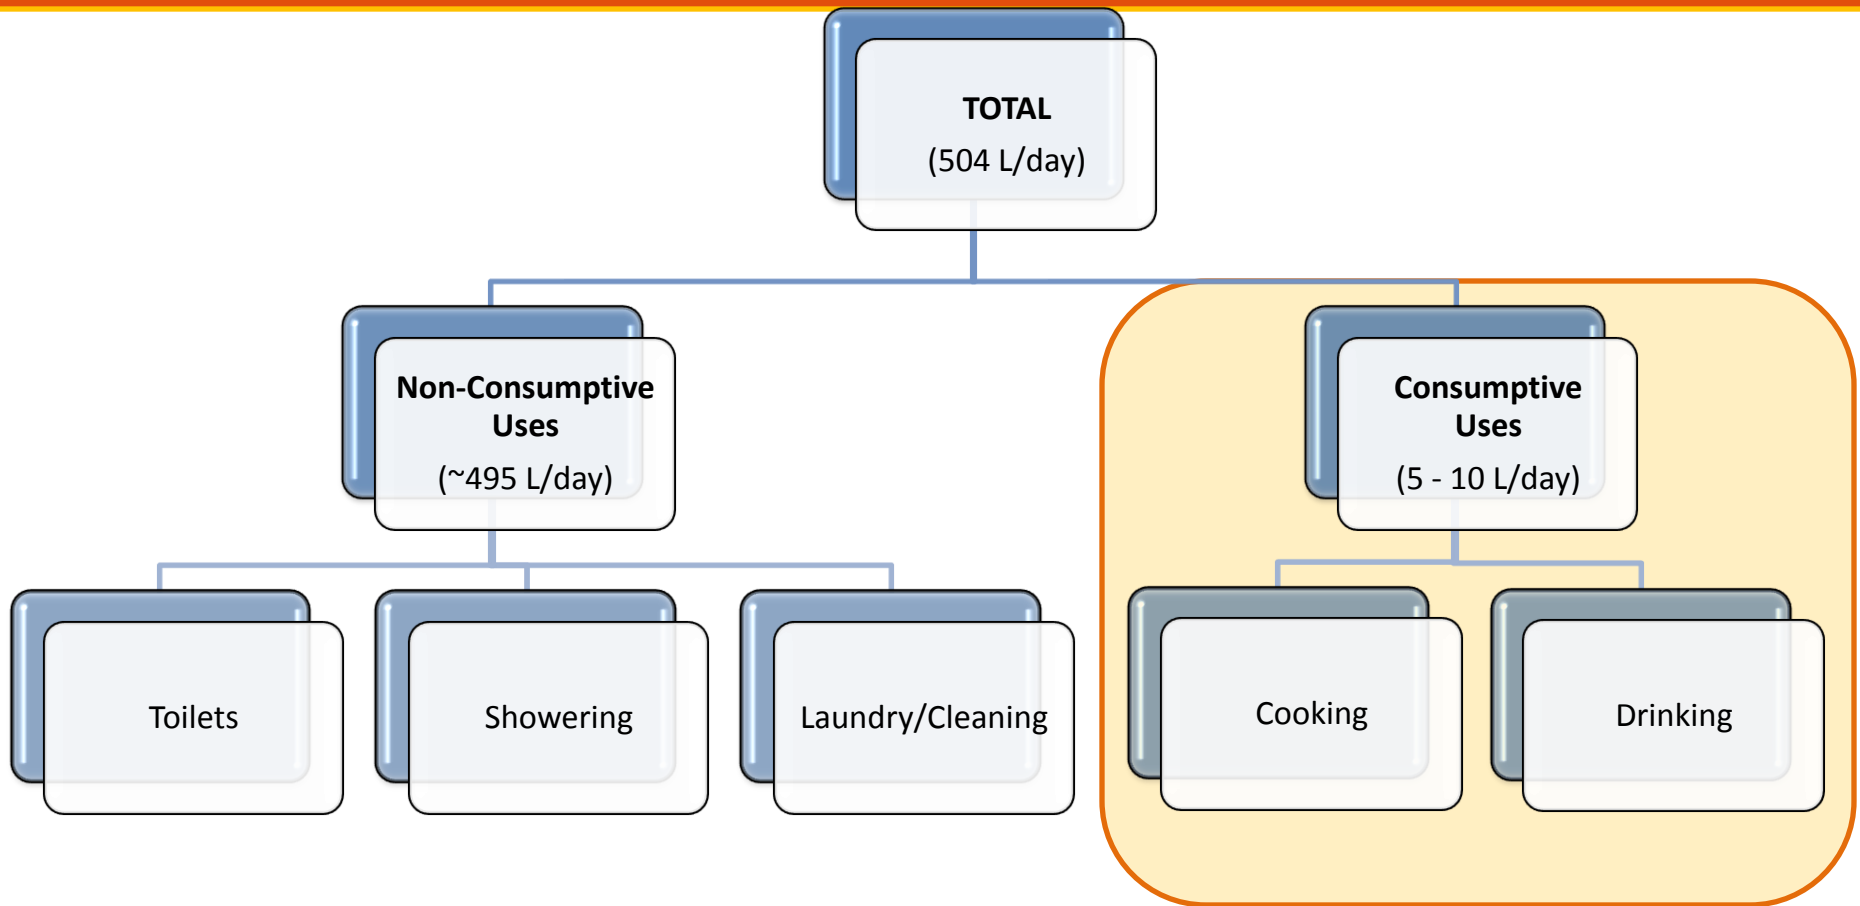 TOTAL
(504 L/day)
Non-Consumptive
Uses
(~495 L/day)
Consumptive
Uses
(5 - 10 L/day)
Toilets
Showering
Laundry/Cleaning
Cooking
Drinking